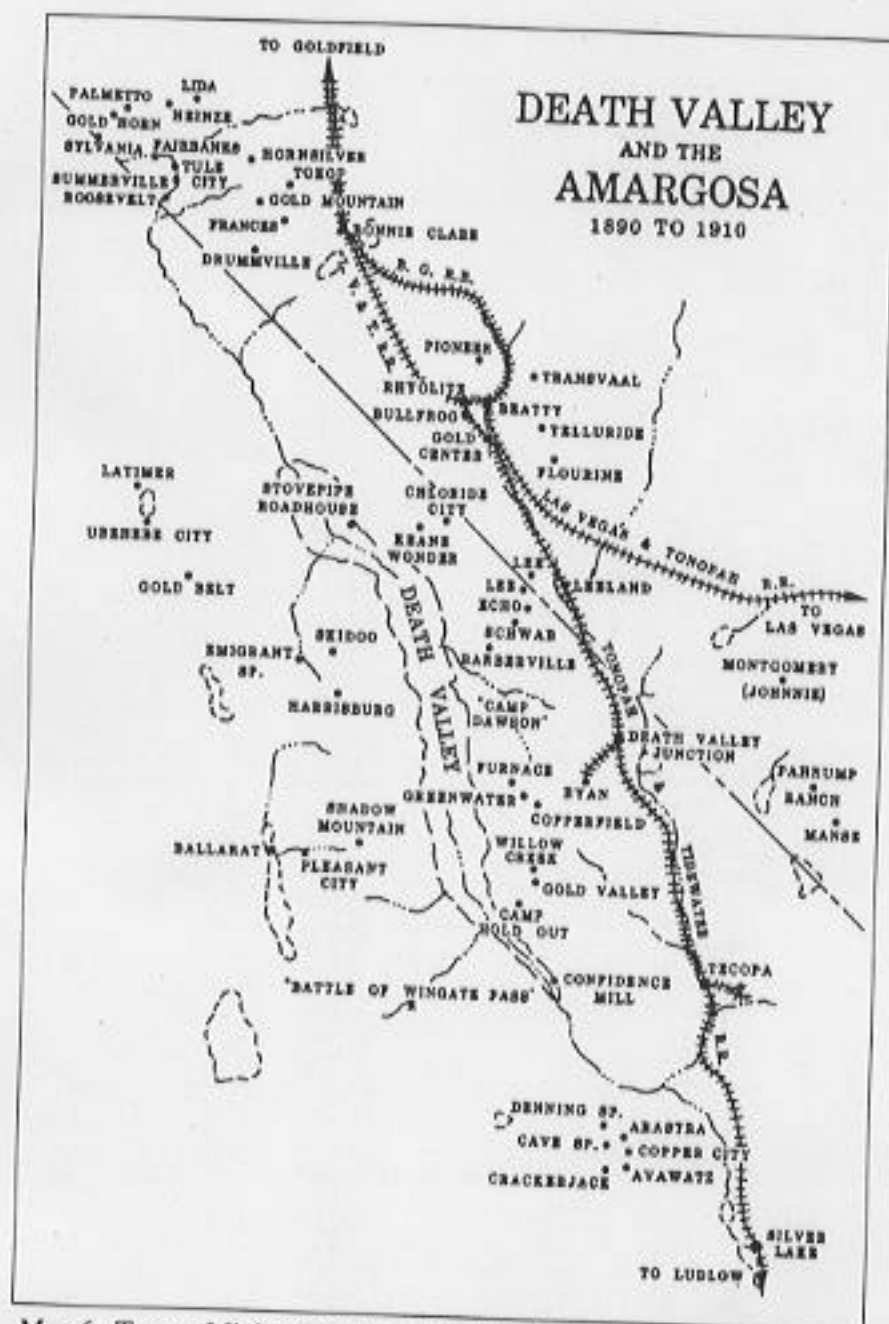 TO GOLDFIELD
DEATH VALLEY
AND THE
AMARGOSA
1890 TO 1910
PALMETTO
LIDA
GOLD HORN
HEINZE
SYLVANIA
FAIRBANKS
TULE
CITY
SUMMERVILLE
ROOSEVELT
HORNSILVER
TOKOP
GOLD MOUNTAIN
FRANCES
BONNIE CLARE
DRUMMVILLE
B. G. R.R.
V. & T. R.R.
PIONEER
TRANSVAAL
RHYOLITE
BEATTY
BULLFROG
GOLD
CENTER
TELLURIDE
FLOURINE
LATIMER
UBEHEBE CITY
STOVEPIPE
ROADHOUSE
CHLORIDE
CITY
KEANE
WONDER
LAS VEGAS & TONOPAH R.R.
TO
LAS VEGAS
GOLD BELT
LEE
LEE
LEELAND
ECHO
SCHWAB
BARBERVILLE
SKIDOO
EMIGRANT
SP.
HARRISBURG
DEATH VALLEY
MONTGOMERY
(JOHNNIE)
"CAMP
DAWSON"
TONOPAH & TIDEWATER R.R.
DEATH VALLEY
JUNCTION
FURNACE
GREENWATER
RYAN
COPPERFIELD
PAHRUMP
RANCH
MANSE
SHADOW
MOUNTAIN
BALLARAT
PLEASANT
CITY
WILLOW
CREEK
GOLD VALLEY
CAMP
HOLD OUT
"BATTLE OF WINGATE PASS"
CONFIDENCE
MILL
TECOPA
DENNING SP.
ARASTRA
CAVE SP.
COPPER CITY
CRACKERJACK
AVAWATZ
SILVER
LAKE
TO LUDLOW